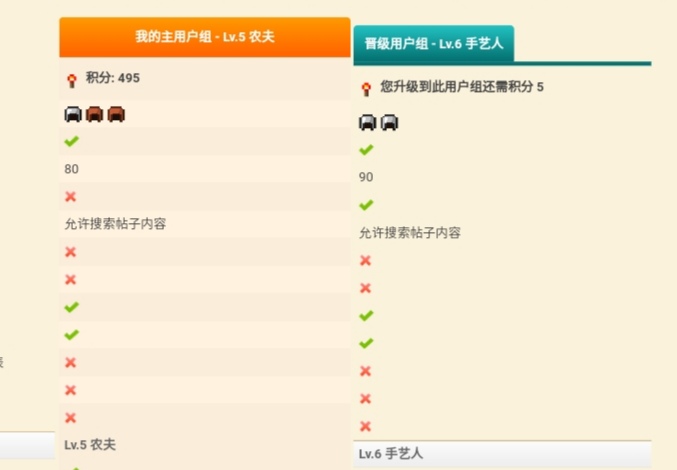 我的主用户组 - Lv.5 农夫
晋级用户组 - Lv.6 手艺人
积分: 495
您升级到此用户组还需积分 5
80
90
允许搜索帖子内容
允许搜索帖子内容
Lv.5 农夫
Lv.6 手艺人